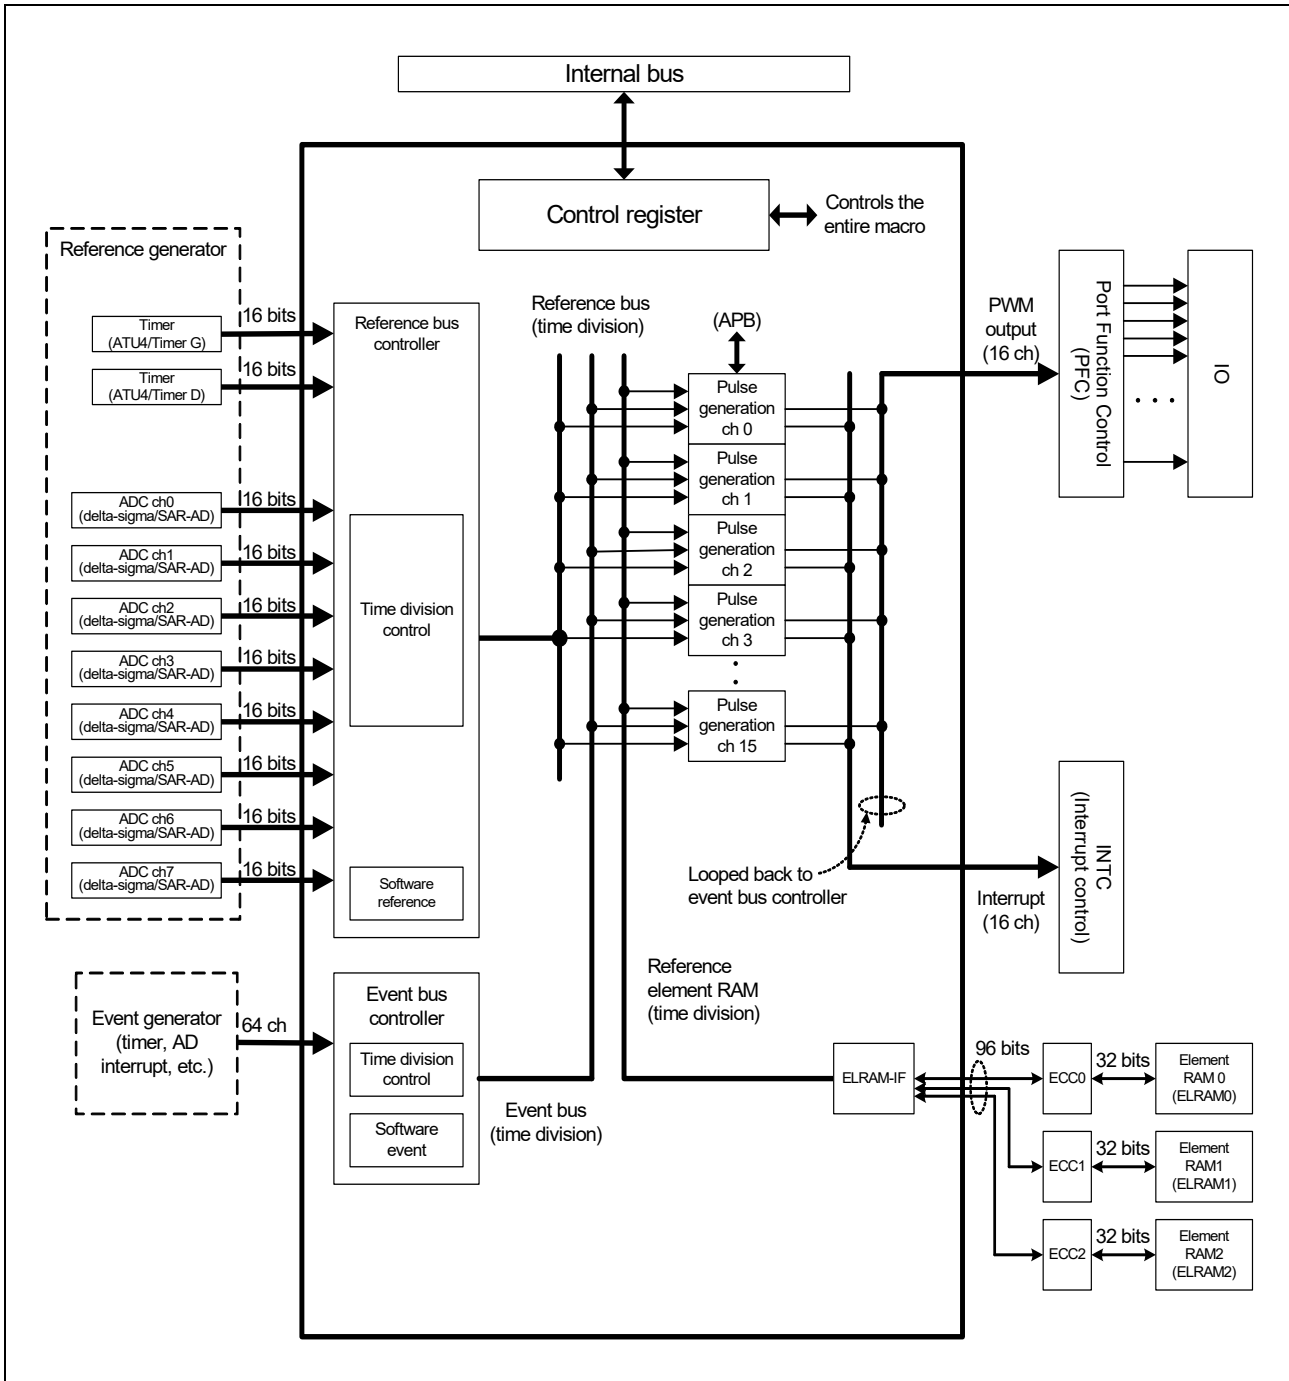 Internal bus
Control register
Controls the
entire macro
Reference generator
Timer
(ATU4/Timer G)
16 bits
Timer
(ATU4/Timer D)
16 bits
ADC ch0
(delta-sigma/SAR-AD)
16 bits
ADC ch1
(delta-sigma/SAR-AD)
16 bits
ADC ch2
(delta-sigma/SAR-AD)
16 bits
ADC ch3
(delta-sigma/SAR-AD)
16 bits
ADC ch4
(delta-sigma/SAR-AD)
16 bits
ADC ch5
(delta-sigma/SAR-AD)
16 bits
ADC ch6
(delta-sigma/SAR-AD)
16 bits
ADC ch7
(delta-sigma/SAR-AD)
16 bits
Reference bus
controller
Time division
control
Software
reference
Reference bus
(time division)
(APB)
Pulse
generation
ch 0
Pulse
generation
ch 1
Pulse
generation
ch 2
Pulse
generation
ch 3
Pulse
generation
ch 15
PWM
output
(16 ch)
Port Function Control
(PFC)
IO
Looped back to
event bus controller
Interrupt
(16 ch)
INTC
(Interrupt control)
Event generator
(timer, AD
interrupt, etc.)
64 ch
Event bus
controller
Time division
control
Software
event
Event bus
(time division)
Reference
element RAM
(time division)
ELRAM-IF
96 bits
ECC0
32 bits
Element
RAM 0
(ELRAM0)
ECC1
32 bits
Element
RAM1
(ELRAM1)
ECC2
32 bits
Element
RAM2
(ELRAM2)